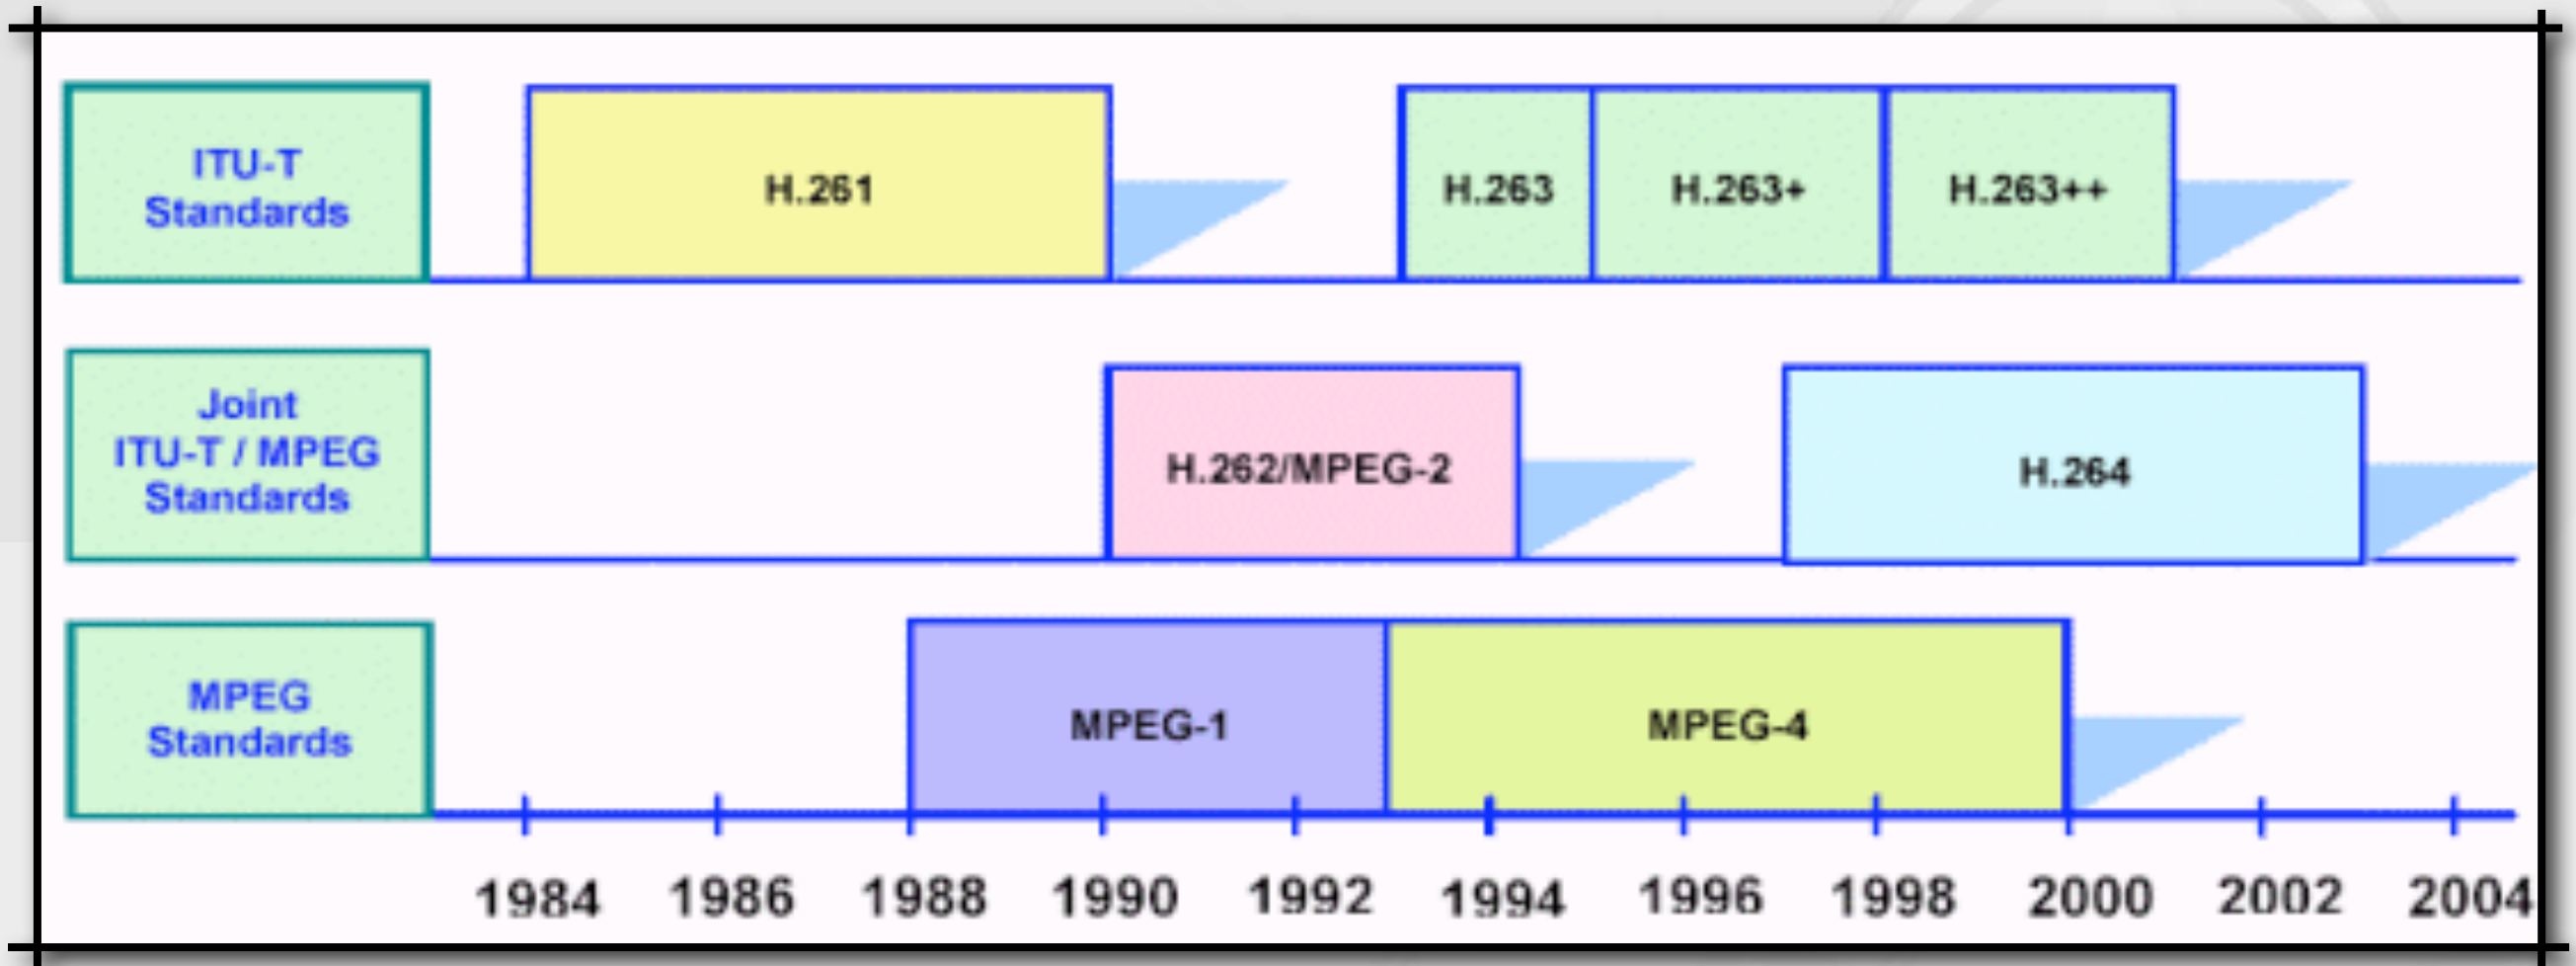 ITU-T
Standards
H.261
H.263
H.263+
H.263++
Joint
ITU-T / MPEG
Standards
H.262/MPEG-2
H.264
MPEG
Standards
MPEG-1
MPEG-4
1984 1986 1988 1990 1992 1994 1996 1998 2000 2002 2004